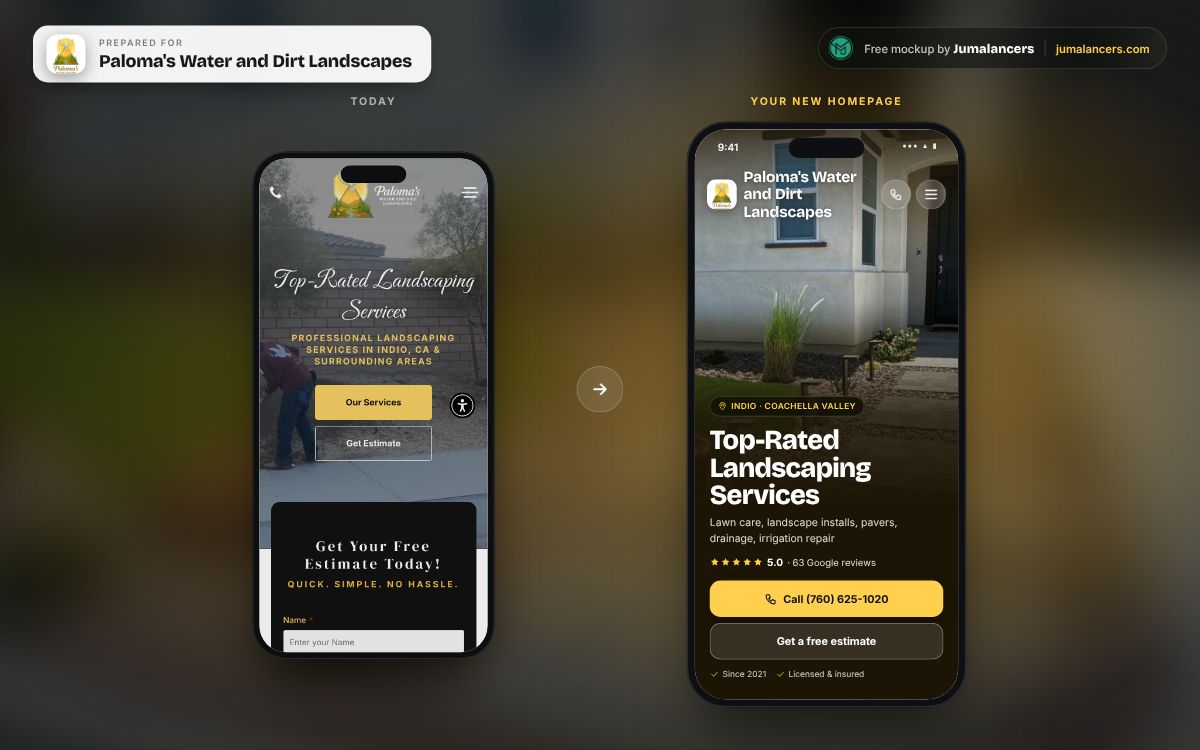 PREPARED FOR
Paloma's Water and Dirt Landscapes
Free mockup by Jumalancers
jumalancers.com
TODAY
YOUR NEW HOMEPAGE
Paloma's
WATER AND DIRT
LANDSCAPES
Top-Rated Landscaping
Services
PROFESSIONAL LANDSCAPING
SERVICES IN INDIO, CA &
SURROUNDING AREAS
Our Services
Get Estimate
Get Your Free
Estimate Today!
QUICK. SIMPLE. NO HASSLE.
Name *
Enter your Name
9:41
Paloma's Water
and Dirt
Landscapes
INDIO · COACHELLA VALLEY
Top-Rated
Landscaping
Services
Lawn care, landscape installs, pavers,
drainage, irrigation repair
5.0 · 63 Google reviews
Call (760) 625-1020
Get a free estimate
Since 2021
Licensed & insured